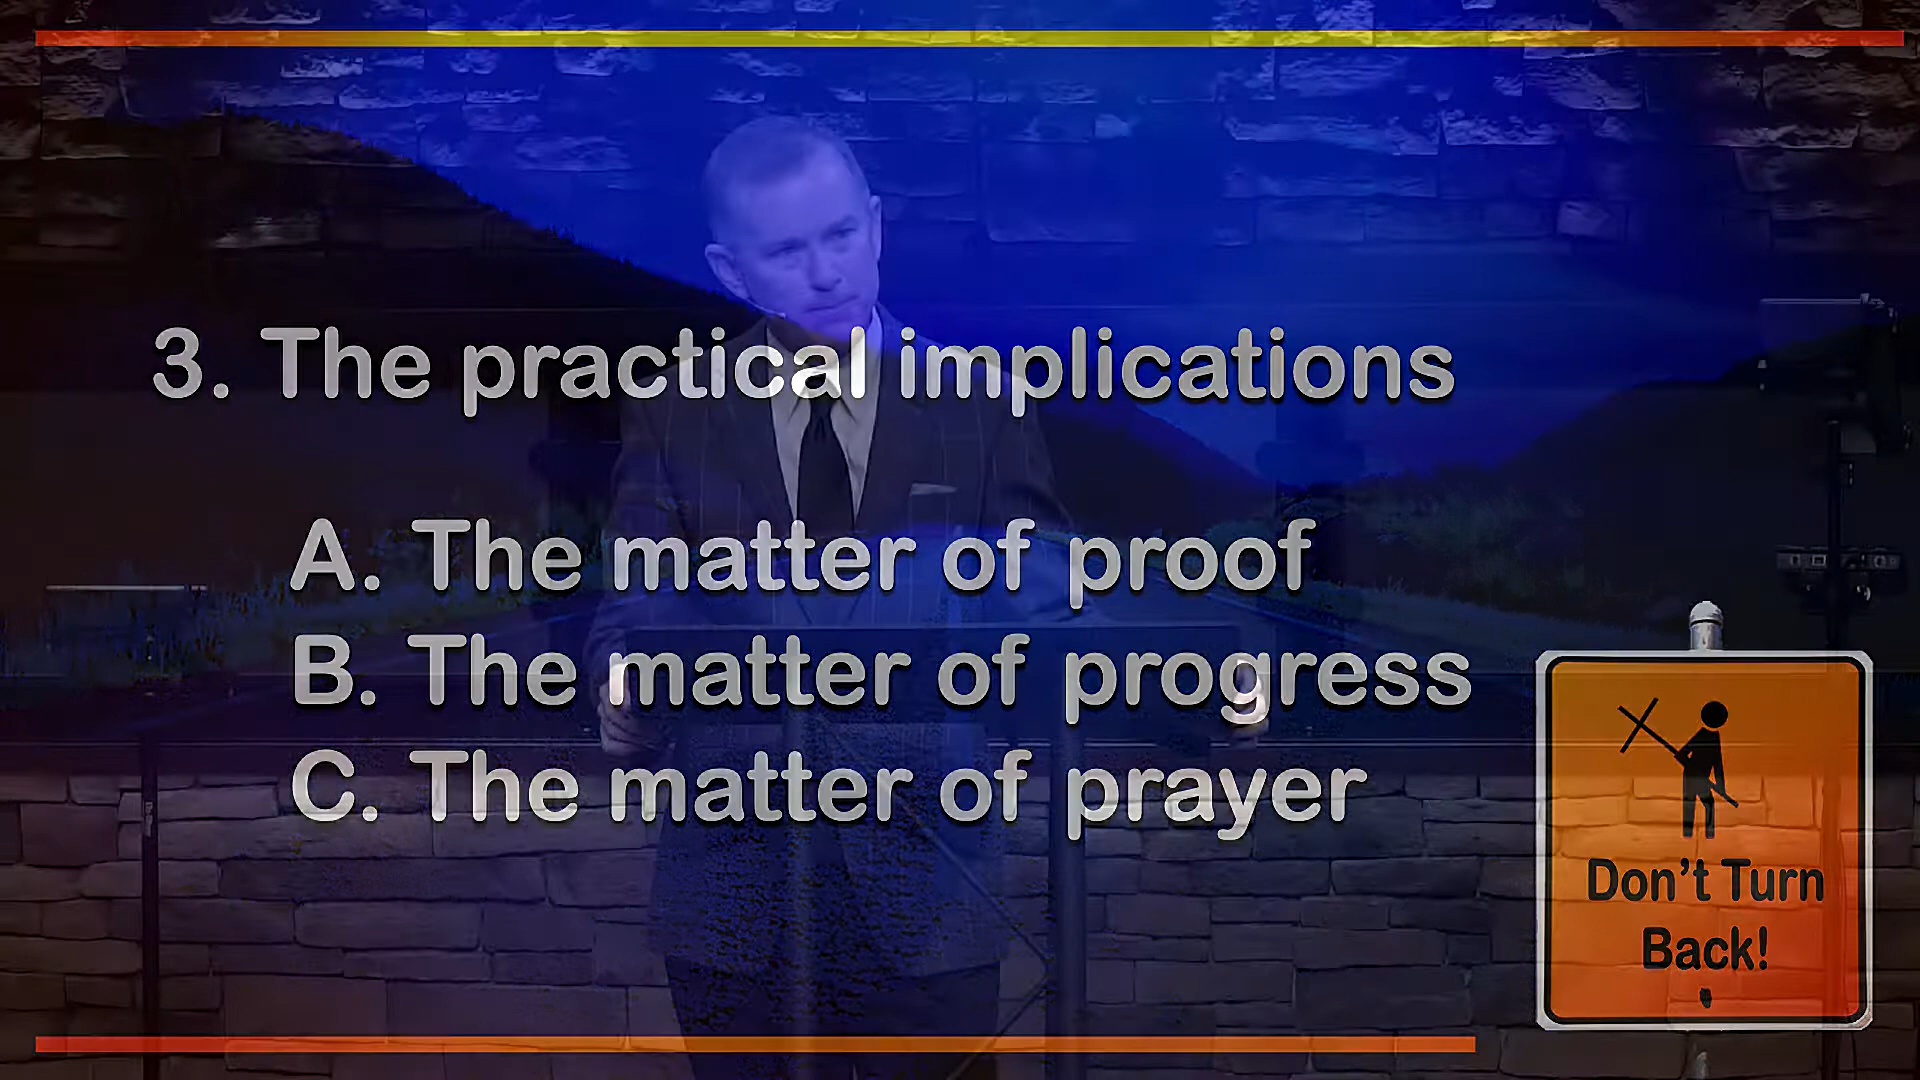 3. The practical implications
A. The matter of proof
B. The matter of progress
C. The matter of prayer
Don't Turn
Back!